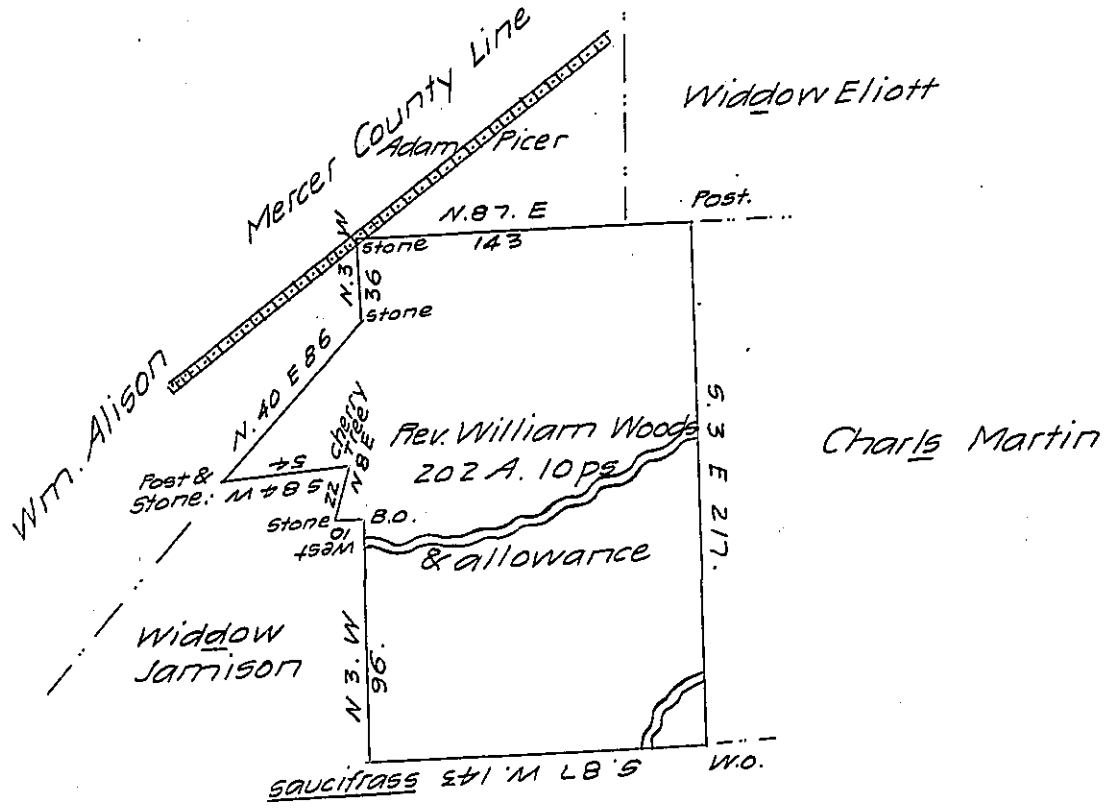 Mercer County Line
Widdow Eliott
Adam Picer
Post.
N. 87. E
143
Stone
N. 3 W
36
Stone
N. 40 E 86
Wm. Alison
Cherry
Tree
N 8 E
22
Rev. William Woods
202 A. 10 ps
& allowance
S. 3 E 217.
Charls Martin
Post &
Stone:
S 84 W
54
Stone
B.O.
10
West
Widdow
Jamison
N 3. W
96.
S. 87 W. 143
saucifrass
W.O.